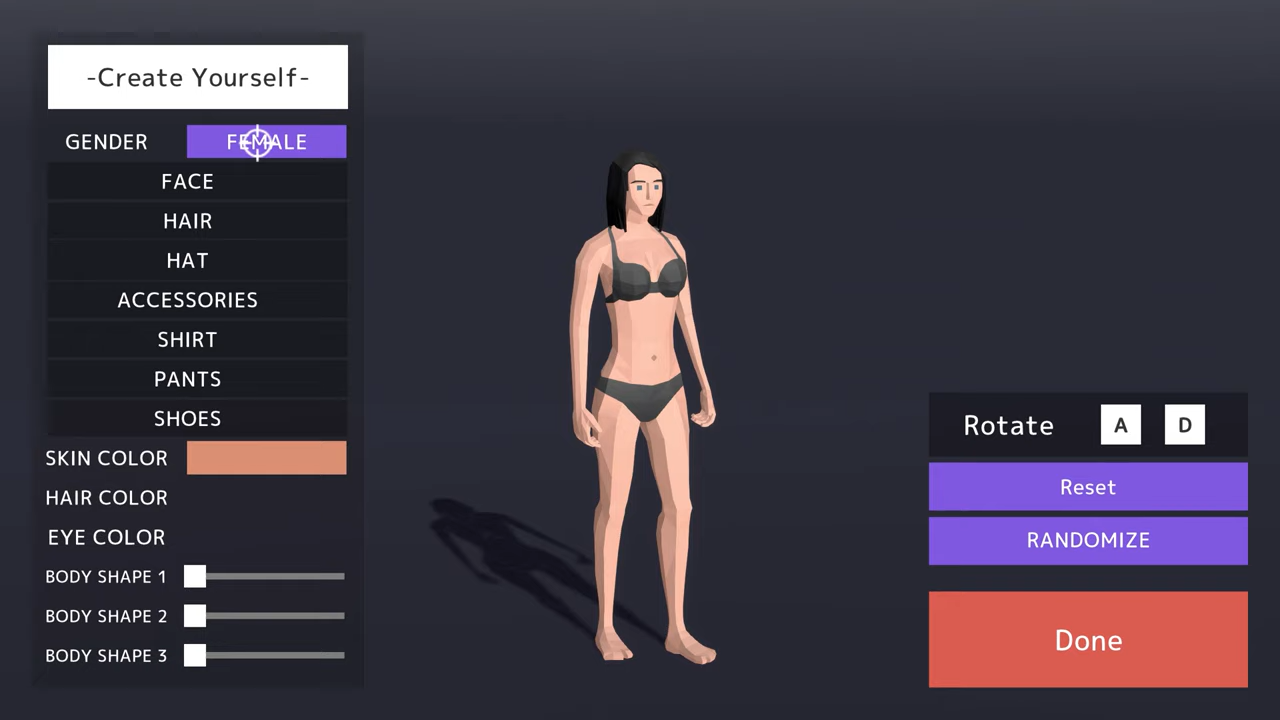 -Create Yourself-
GENDER FEMALE
FACE
HAIR
HAT
ACCESSORIES
SHIRT
PANTS
SHOES
SKIN COLOR
HAIR COLOR
EYE COLOR
BODY SHAPE 1
BODY SHAPE 2
BODY SHAPE 3
Rotate A D
Reset
RANDOMIZE
Done